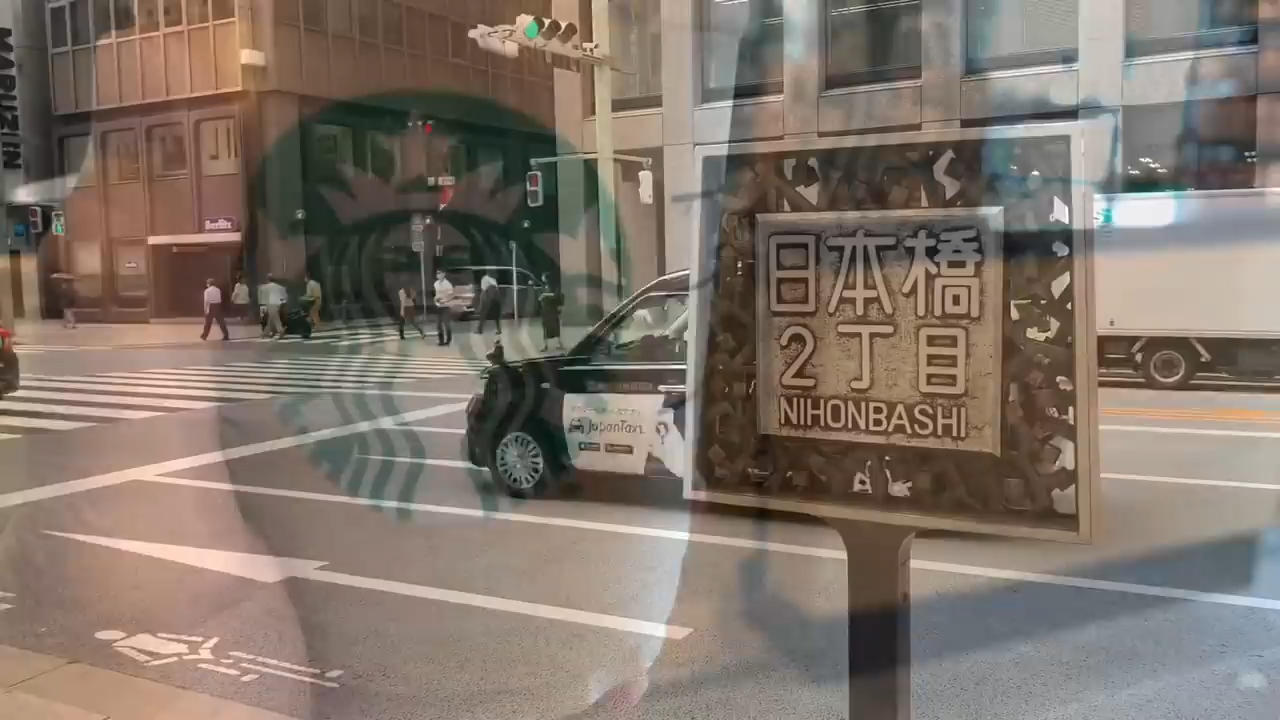 MARUZEN
日本橋
2丁目
NIHONBASHI
JapanTaxi